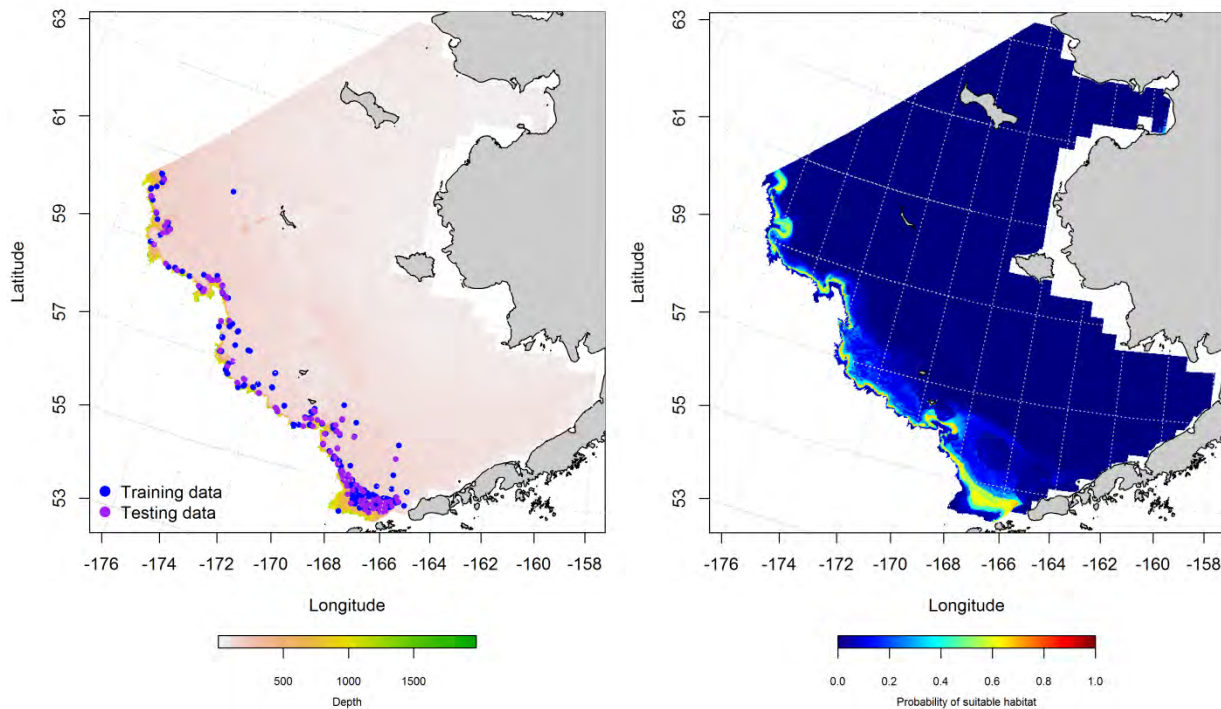 63
61
59
57
55
53
Latitude
Training data
Testing data
-176 -174 -172 -170 -168 -166 -164 -162 -160 -158
Longitude
500 1000 1500
Depth
63
61
59
57
55
53
Latitude
-176 -174 -172 -170 -168 -166 -164 -162 -160 -158
Longitude
0.0 0.2 0.4 0.6 0.8 1.0
Probability of suitable habitat